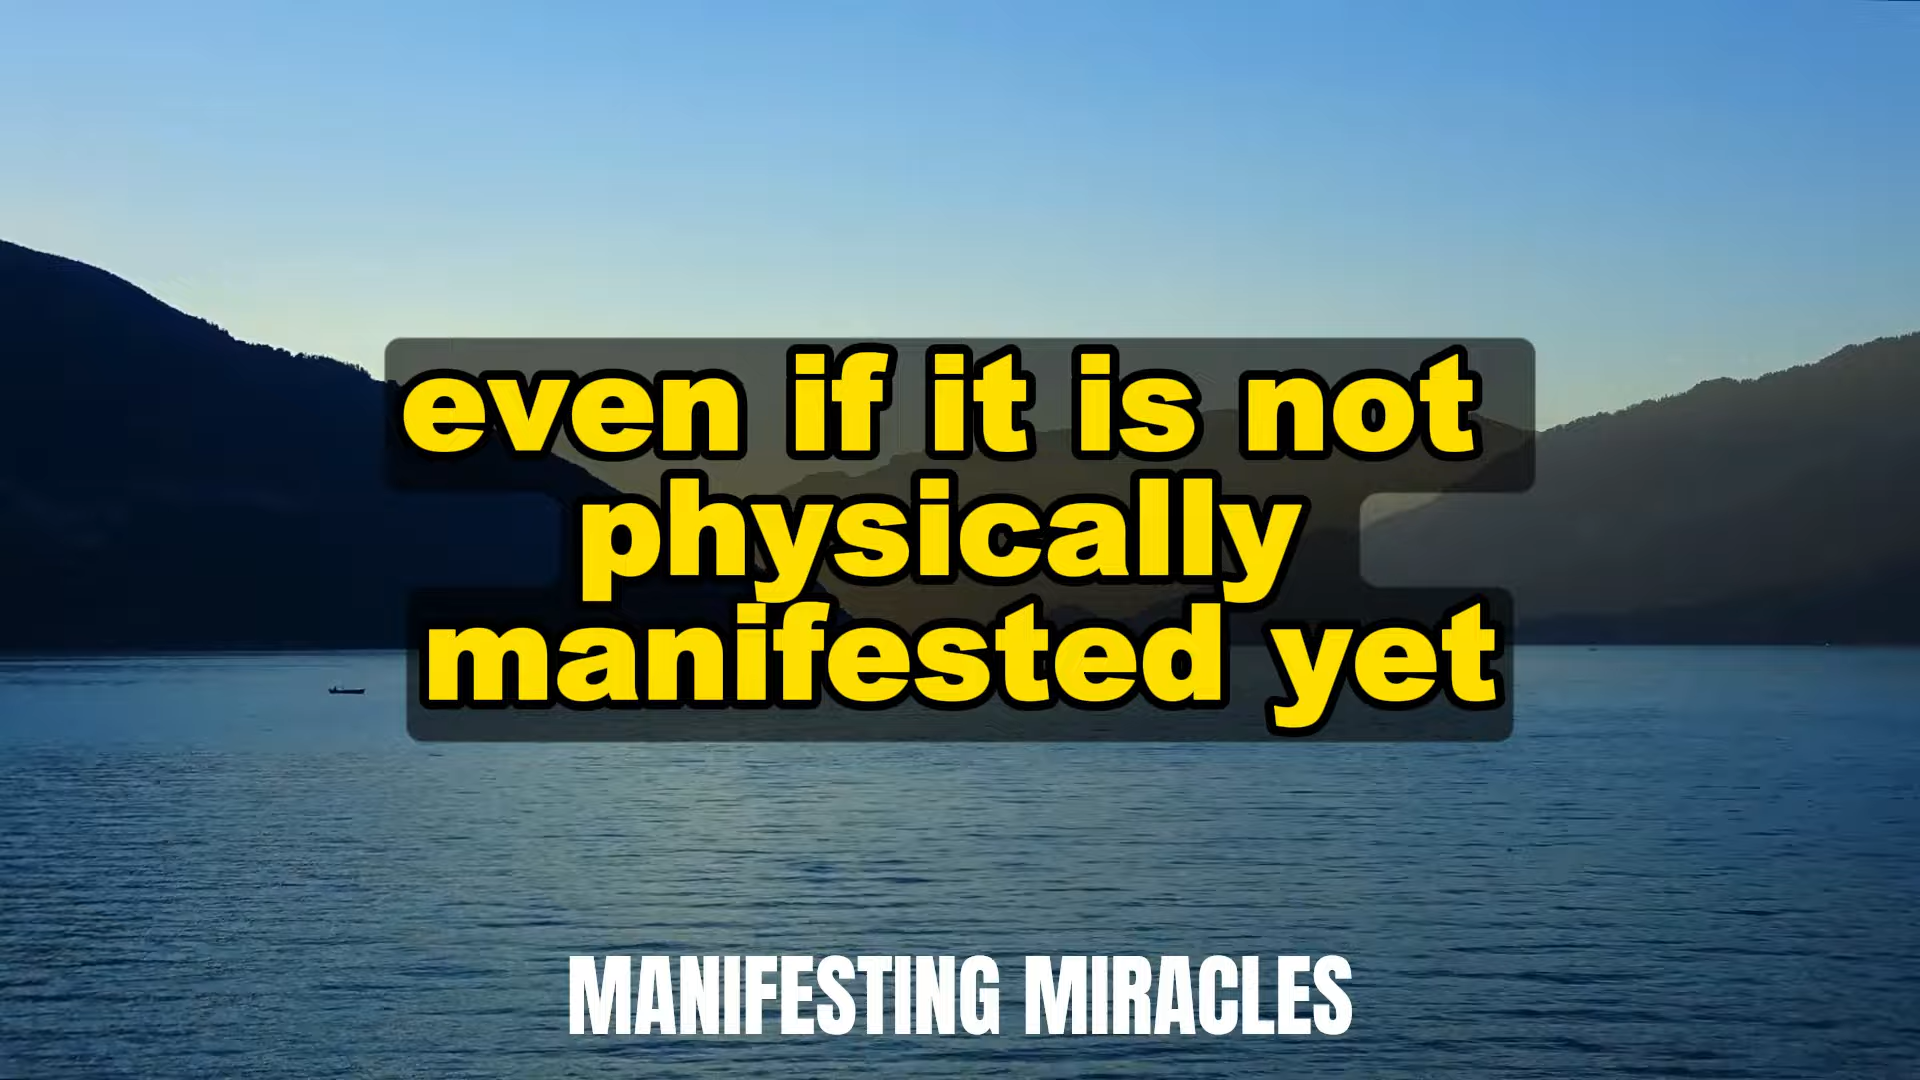 even if it is not
physically
manifested yet
MANIFESTING MIRACLES